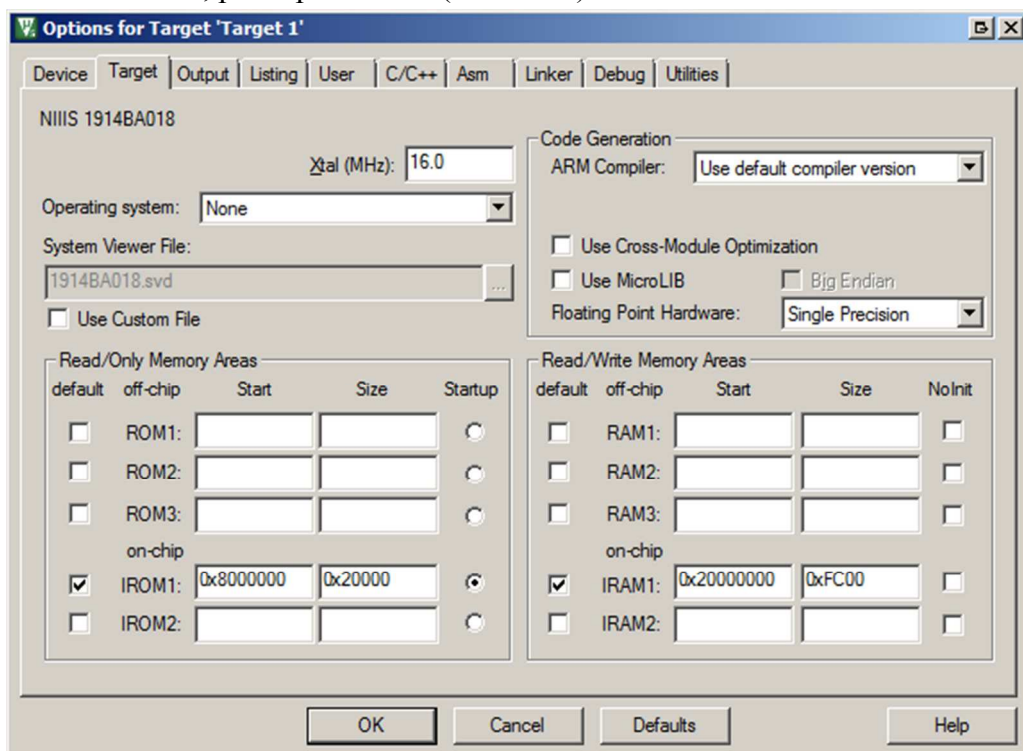 Options for Target 'Target 1'
Device Target Output Listing User C/C++ Asm Linker Debug Utilities
NIIIS 1914BA018
Xtal (MHz): 16.0
Operating system: None
System Viewer File:
1914BA018.svd ...
Use Custom File
Code Generation
ARM Compiler: Use default compiler version
Use Cross-Module Optimization
Use MicroLIB Big Endian
Floating Point Hardware: Single Precision
Read/Only Memory Areas
default off-chip Start Size Startup
ROM1:
ROM2:
ROM3:
on-chip
IROM1: 0x8000000 0x20000
IROM2:
Read/Write Memory Areas
default off-chip Start Size NoInit
RAM1:
RAM2:
RAM3:
on-chip
IRAM1: 0x20000000 0xFC00
IRAM2:
OK Cancel Defaults Help